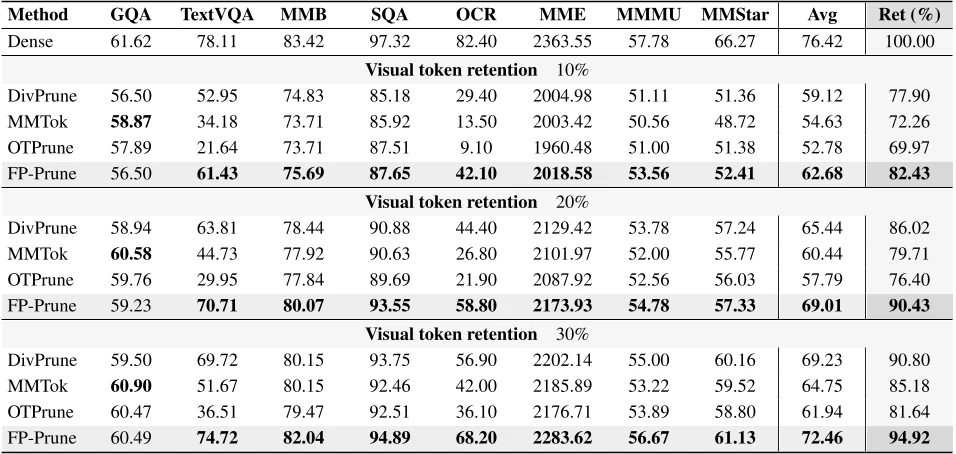 Method GQA TextVQA MMB SQA OCR MME MMMU MMStar Avg Ret (%)
Dense 61.62 78.11 83.42 97.32 82.40 2363.55 57.78 66.27 76.42 100.00
Visual token retention 10%
DivPrune 56.50 52.95 74.83 85.18 29.40 2004.98 51.11 51.36 59.12 77.90
MMTok 58.87 34.18 73.71 85.92 13.50 2003.42 50.56 48.72 54.63 72.26
OTPrune 57.89 21.64 73.71 87.51 9.10 1960.48 51.00 51.38 52.78 69.97
FP-Prune 56.50 61.43 75.69 87.65 42.10 2018.58 53.56 52.41 62.68 82.43
Visual token retention 20%
DivPrune 58.94 63.81 78.44 90.88 44.40 2129.42 53.78 57.24 65.44 86.02
MMTok 60.58 44.73 77.92 90.63 26.80 2101.97 52.00 55.77 60.44 79.71
OTPrune 59.76 29.95 77.84 89.69 21.90 2087.92 52.56 56.03 57.79 76.40
FP-Prune 59.23 70.71 80.07 93.55 58.80 2173.93 54.78 57.33 69.01 90.43
Visual token retention 30%
DivPrune 59.50 69.72 80.15 93.75 56.90 2202.14 55.00 60.16 69.23 90.80
MMTok 60.90 51.67 80.15 92.46 42.00 2185.89 53.22 59.52 64.75 85.18
OTPrune 60.47 36.51 79.47 92.51 36.10 2176.71 53.89 58.80 61.94 81.64
FP-Prune 60.49 74.72 82.04 94.89 68.20 2283.62 56.67 61.13 72.46 94.92